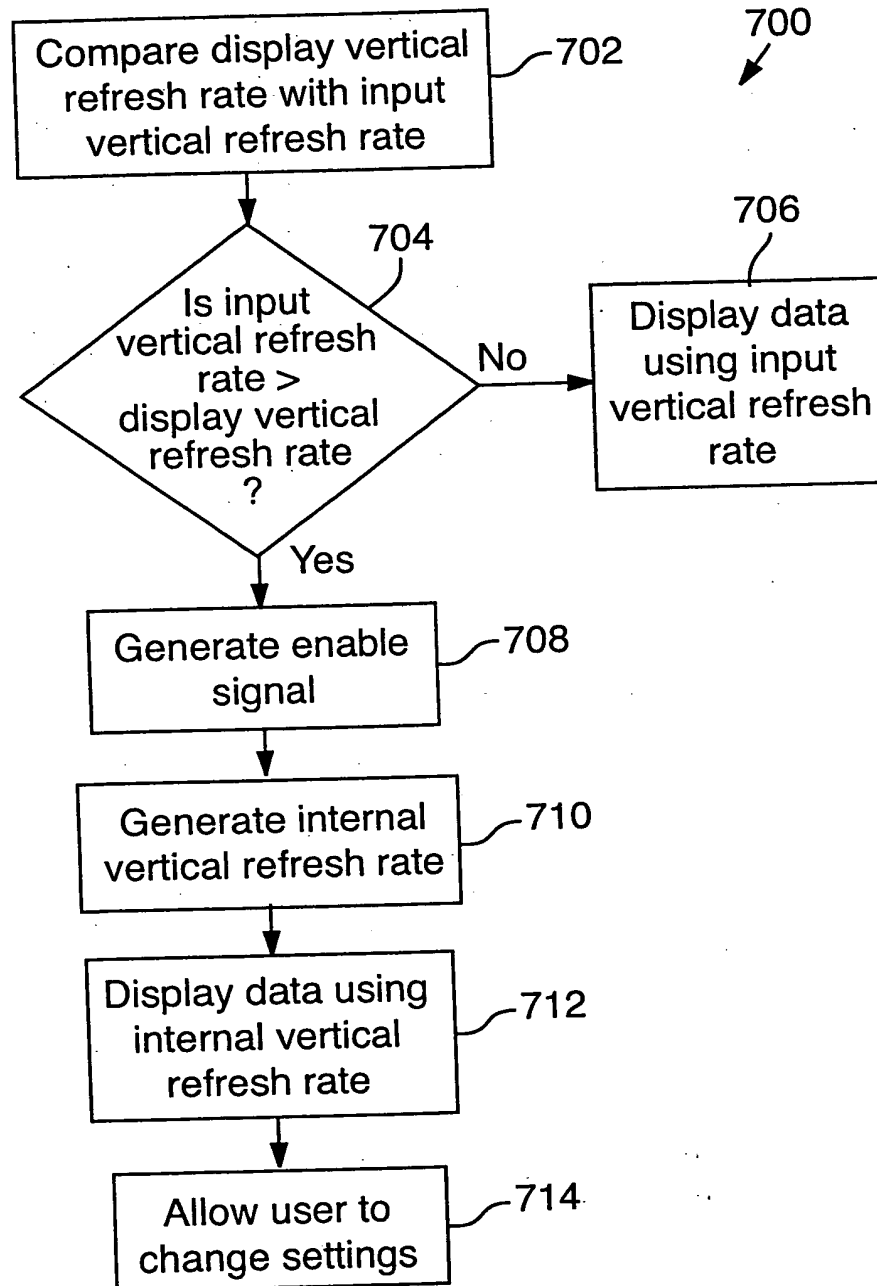 700
Compare display vertical
refresh rate with input
vertical refresh rate
702
704
Is input
vertical refresh
rate >
display vertical
refresh rate
?
No
706
Display data
using input
vertical refresh
rate
Yes
Generate enable
signal
708
Generate internal
vertical refresh rate
710
Display data using
internal vertical
refresh rate
712
Allow user to
change settings
714